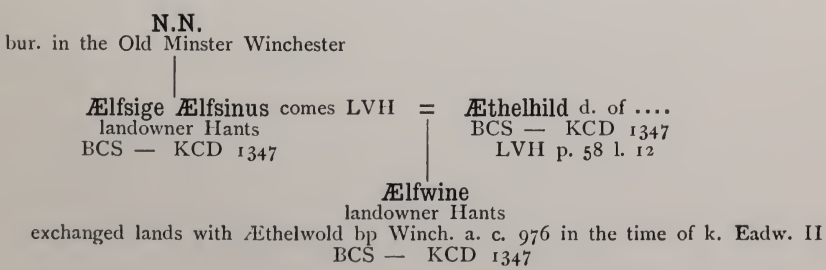 N.N.
bur. in the Old Minster Winchester
Ælfsige Ælfsinus comes LVH = Æthelhild d. of ....
landowner Hants BCS — KCD 1347
BCS — KCD 1347 LVH p. 58 l. 12
Ælfwine
landowner Hants
exchanged lands with Æthelwold bp Winch. a. c. 976 in the time of k. Eadw. II
BCS — KCD 1347